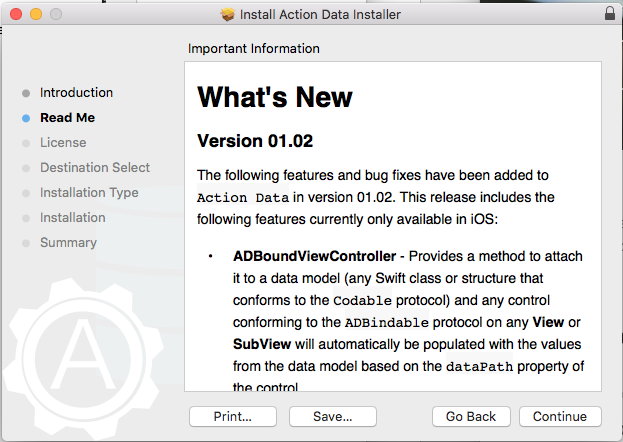 Install Action Data Installer
Important Information
Introduction
Read Me
License
Destination Select
Installation Type
Installation
Summary
What's New
Version 01.02
The following features and bug fixes have been added to
Action Data in version 01.02. This release includes the
following features currently only available in iOS:
• ADBoundViewController - Provides a method to attach
it to a data model (any Swift class or structure that
conforms to the Codable protocol) and any control
conforming to the ADBindable protocol on any View or
SubView will automatically be populated with the values
from the data model based on the dataPath property of
the control.
Print...
Save...
Go Back
Continue
A